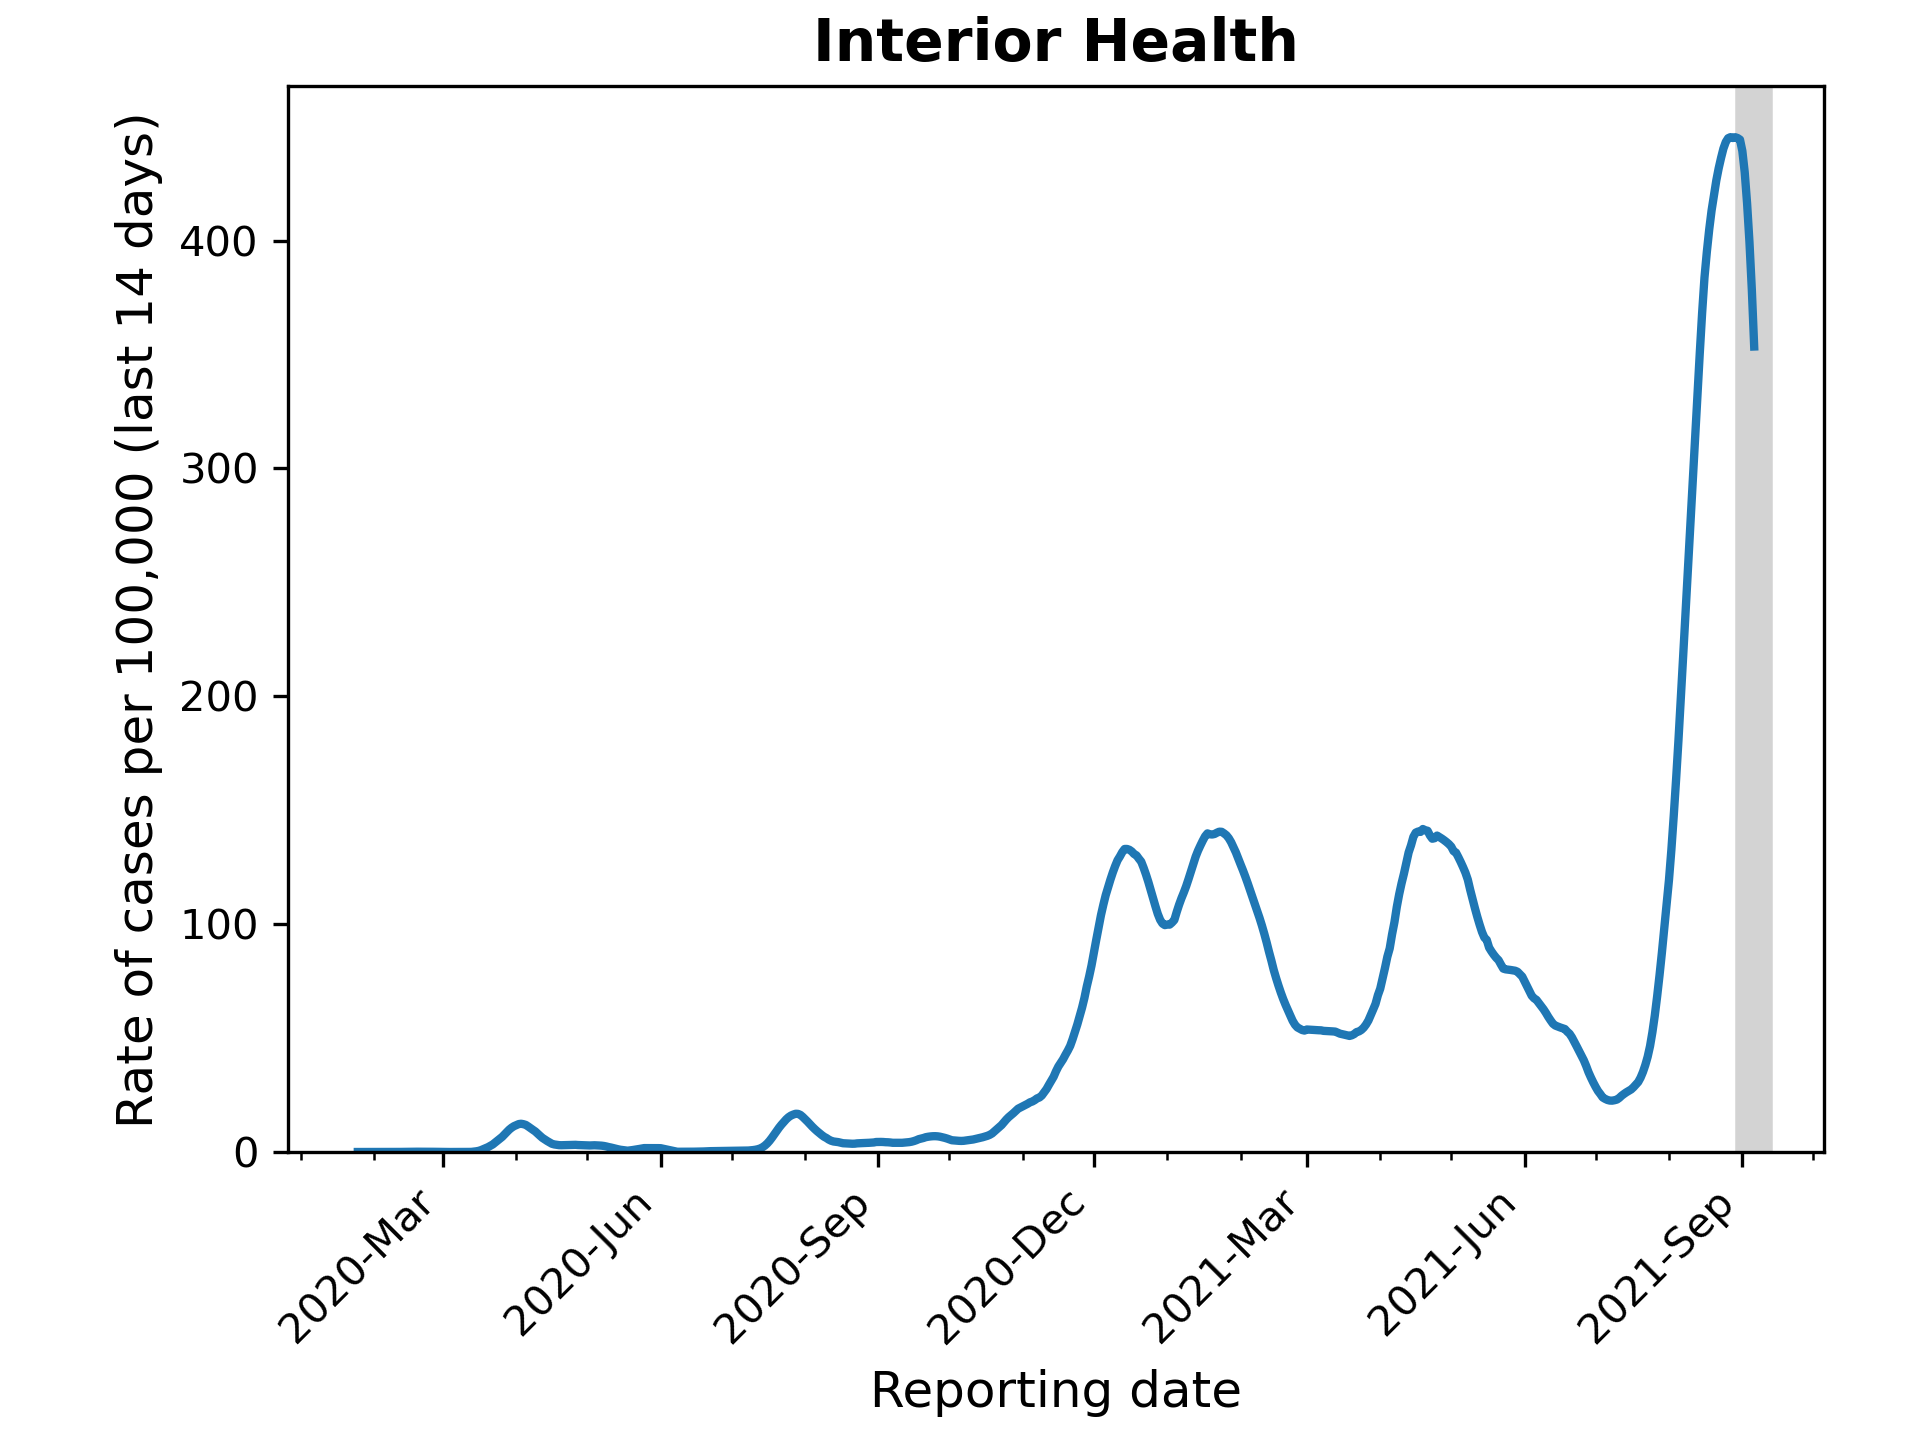 Interior Health
Rate of cases per 100,000 (last 14 days)
400
300
200
100
0
2020-Mar
2020-Jun
2020-Sep
2020-Dec
2021-Mar
2021-Jun
2021-Sep
Reporting date